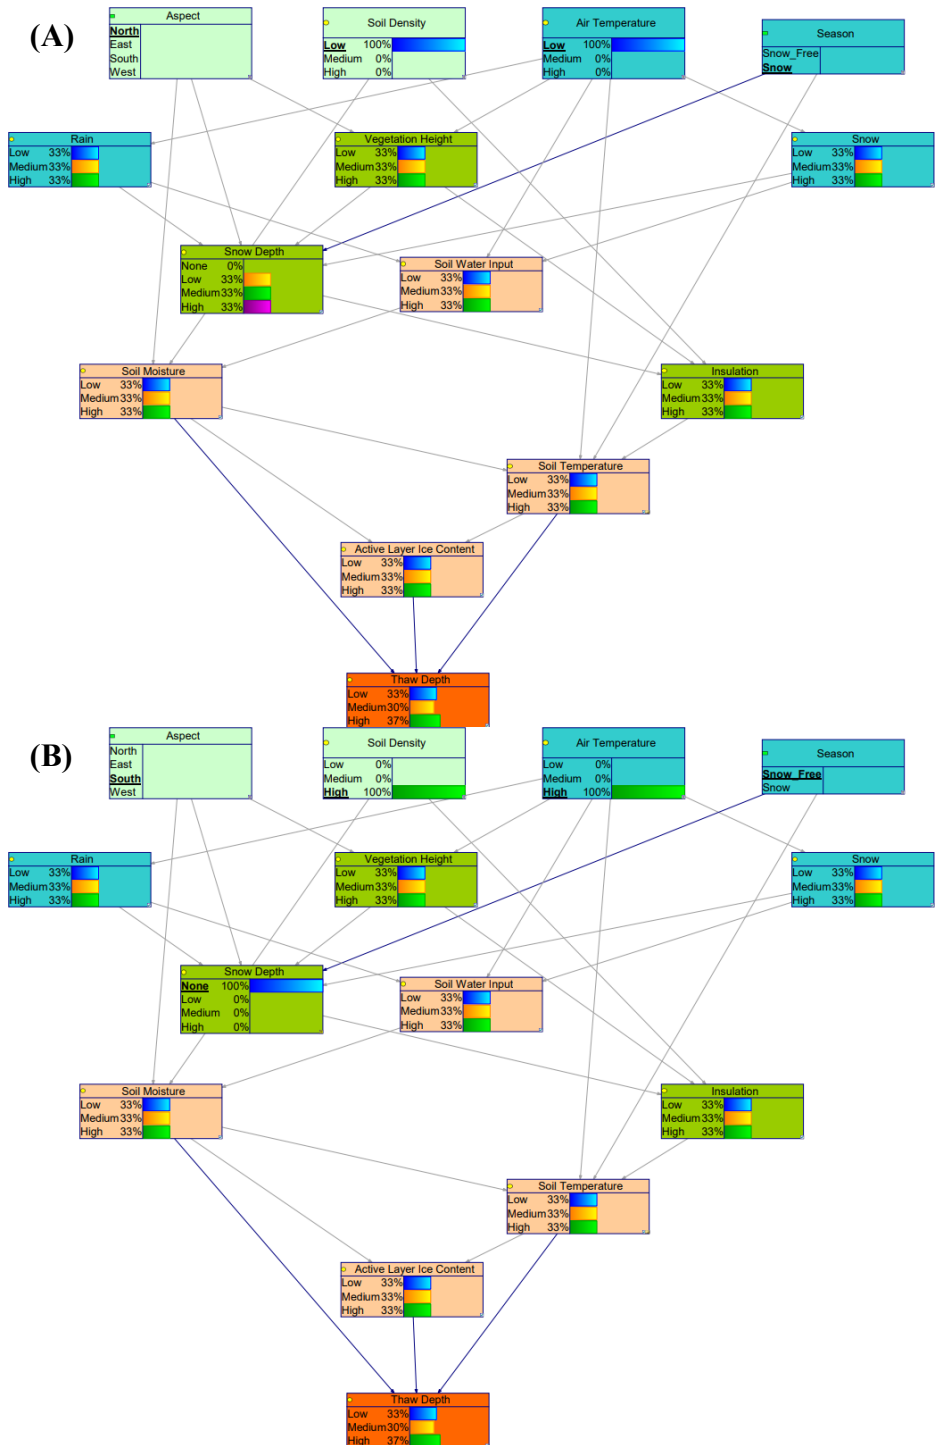 (A)
Aspect
North
East
South
West
Soil Density
Low 100%
Medium 0%
High 0%
Air Temperature
Low 100%
Medium 0%
High 0%
Season
Snow_Free
Snow
Rain
Low 33%
Medium 33%
High 33%
Vegetation Height
Low 33%
Medium 33%
High 33%
Snow
Low 33%
Medium 33%
High 33%
Snow Depth
None 0%
Low 33%
Medium 33%
High 33%
Soil Water Input
Low 33%
Medium 33%
High 33%
Soil Moisture
Low 33%
Medium 33%
High 33%
Insulation
Low 33%
Medium 33%
High 33%
Soil Temperature
Low 33%
Medium 33%
High 33%
Active Layer Ice Content
Low 33%
Medium 33%
High 33%
Thaw Depth
Low 33%
Medium 30%
High 37%
(B)
Aspect
North
East
South
West
Soil Density
Low 0%
Medium 0%
High 100%
Air Temperature
Low 0%
Medium 0%
High 100%
Season
Snow_Free
Snow
Rain
Low 33%
Medium 33%
High 33%
Vegetation Height
Low 33%
Medium 33%
High 33%
Snow
Low 33%
Medium 33%
High 33%
Snow Depth
None 100%
Low 0%
Medium 0%
High 0%
Soil Water Input
Low 33%
Medium 33%
High 33%
Soil Moisture
Low 33%
Medium 33%
High 33%
Insulation
Low 33%
Medium 33%
High 33%
Soil Temperature
Low 33%
Medium 33%
High 33%
Active Layer Ice Content
Low 33%
Medium 33%
High 33%
Thaw Depth
Low 33%
Medium 30%
High 37%